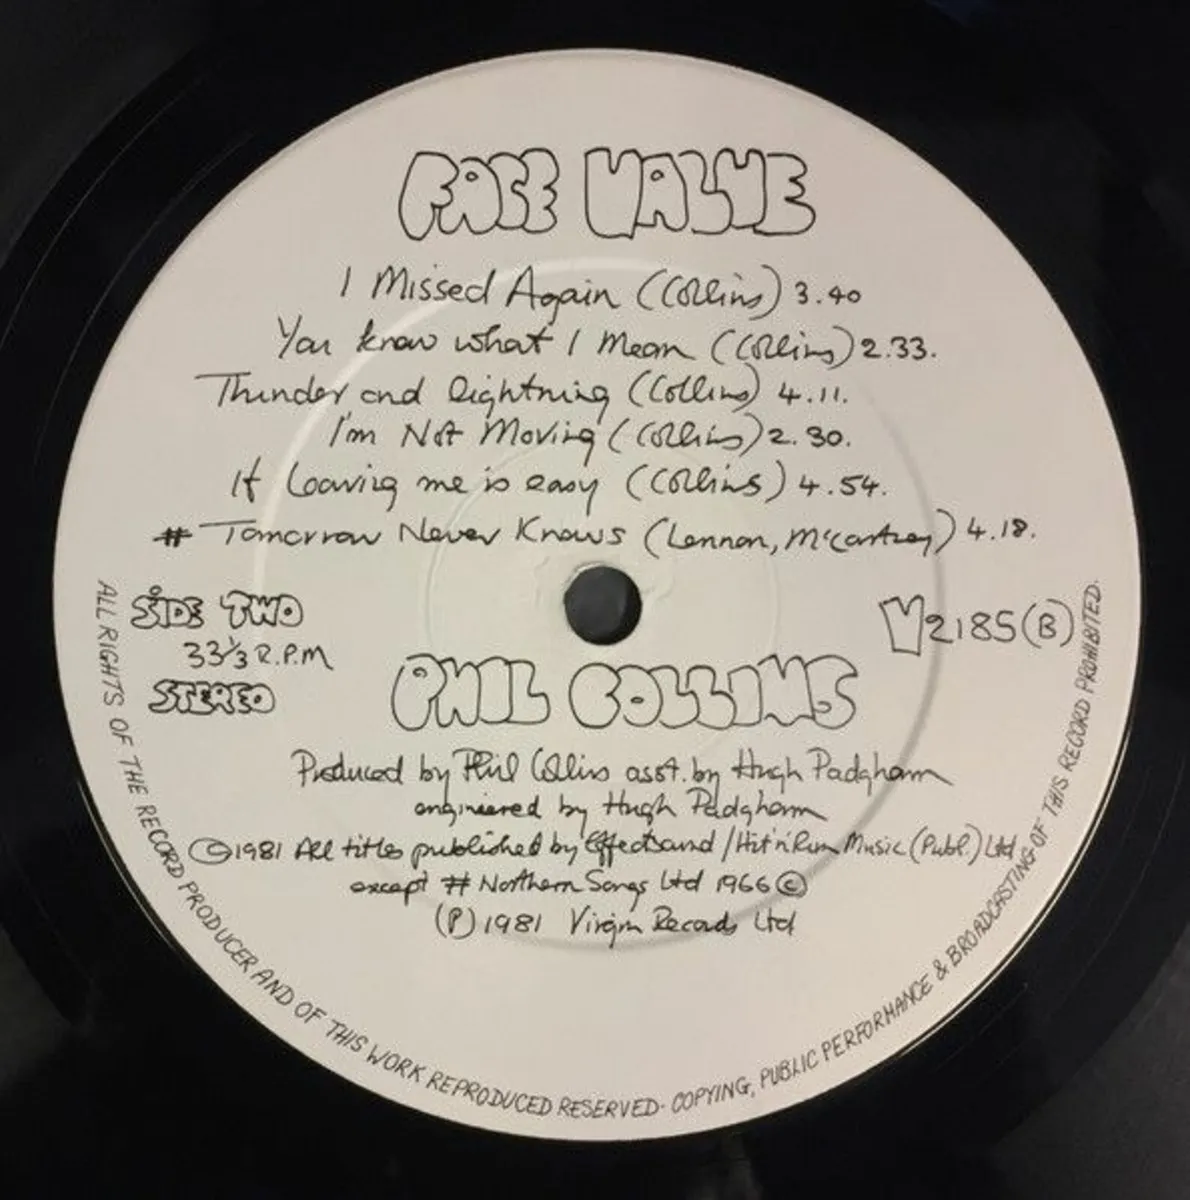 FACE VALUE
I Missed Again (Collins) 3.40
You know what I Mean (Collins) 2.33.
Thunder and lightning (Collins) 4.11.
I'm Not Moving (Collins) 2.30.
If leaving me is easy (Collins) 4.54.
# Tomorrow Never Knows (Lennon, McCartney) 4.18.
SIDE TWO
33⅓ R.P.M
STEREO
V2185(B)
PHIL COLLINS
Produced by Phil Collins asst. by Hugh Padgham
engineered by Hugh Padgham
©1981 All titles published by Effectsound/Hit'n'Run Music (Publ.) Ltd.
except # Northern Songs Ltd 1966 ©
(P) 1981 Virgin Records Ltd
ALL RIGHTS OF THE RECORD PRODUCER AND OF THIS WORK REPRODUCED RESERVED· COPYING, PUBLIC PERFORMANCE & BROADCASTING OF THIS RECORD PROHIBITED.